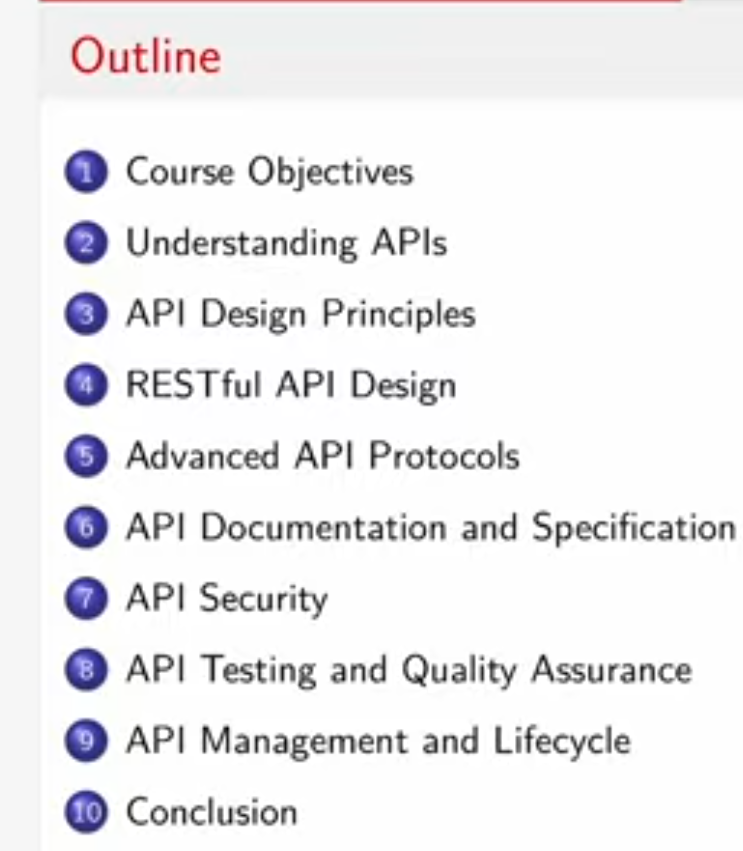 Outline
1 Course Objectives
2 Understanding APIs
3 API Design Principles
4 RESTful API Design
5 Advanced API Protocols
6 API Documentation and Specification
7 API Security
8 API Testing and Quality Assurance
9 API Management and Lifecycle
10 Conclusion